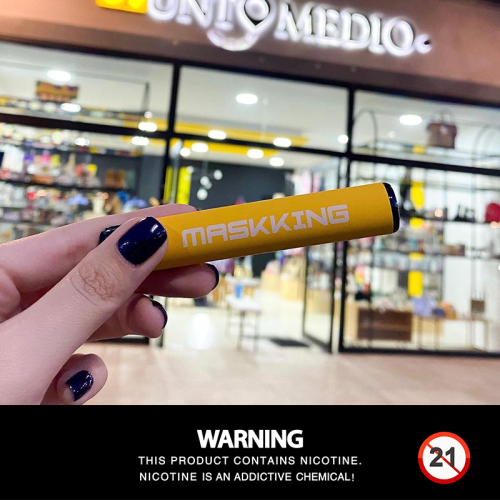 UNTO MEDIO
MASKKING
WARNING
THIS PRODUCT CONTAINS NICOTINE.
NICOTINE IS AN ADDICTIVE CHEMICAL!
21